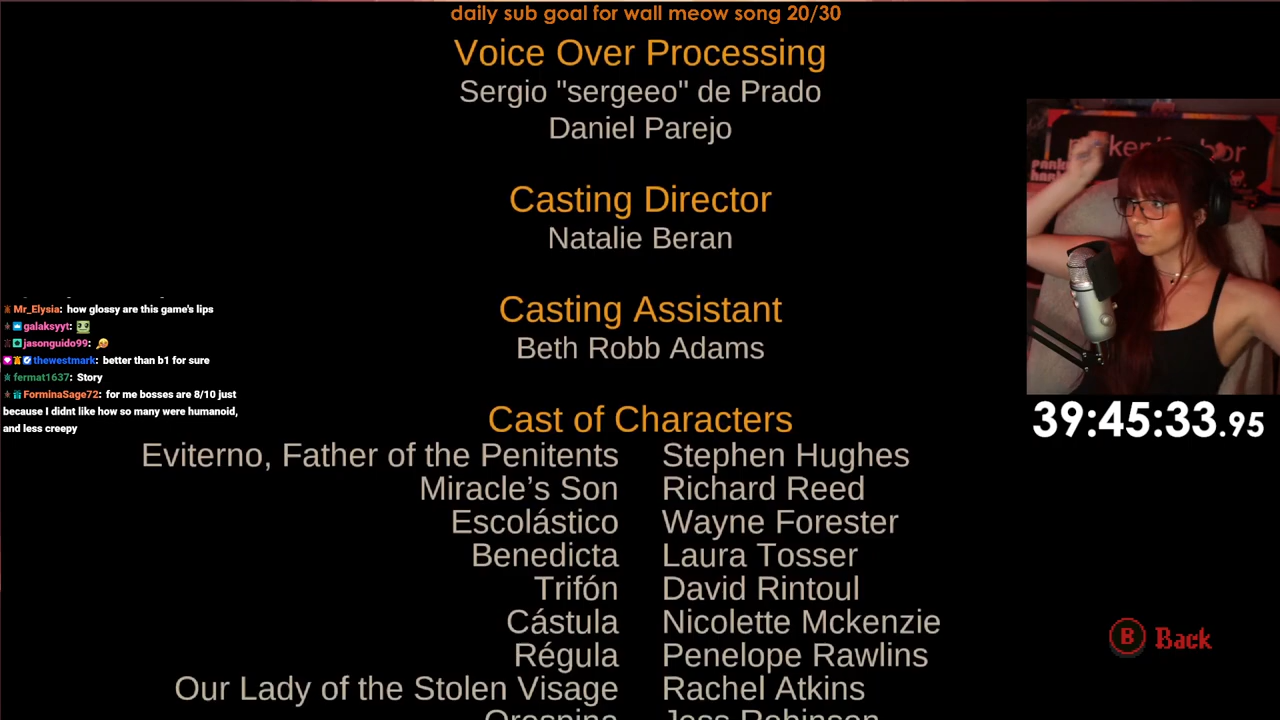 daily sub goal for wall meow song 20/30
Voice Over Processing
Sergio "sergeeo" de Prado
Daniel Parejo
Casting Director
Natalie Beran
Casting Assistant
Beth Robb Adams
Cast of Characters
Eviterno, Father of the Penitents Stephen Hughes
Miracle’s Son Richard Reed
Escolástico Wayne Forester
Benedicta Laura Tosser
Trifón David Rintoul
Cástula Nicolette Mckenzie
Régula Penelope Rawlins
Our Lady of the Stolen Visage Rachel Atkins
Mr_Elysia: how glossy are this game's lips
galaksyyt:
jasonguido99:
thewestmark: better than b1 for sure
fermat1637: Story
ForminaSage72: for me bosses are 8/10 just
because I didnt like how so many were humanoid,
and less creepy
39:45:33.95
B Back